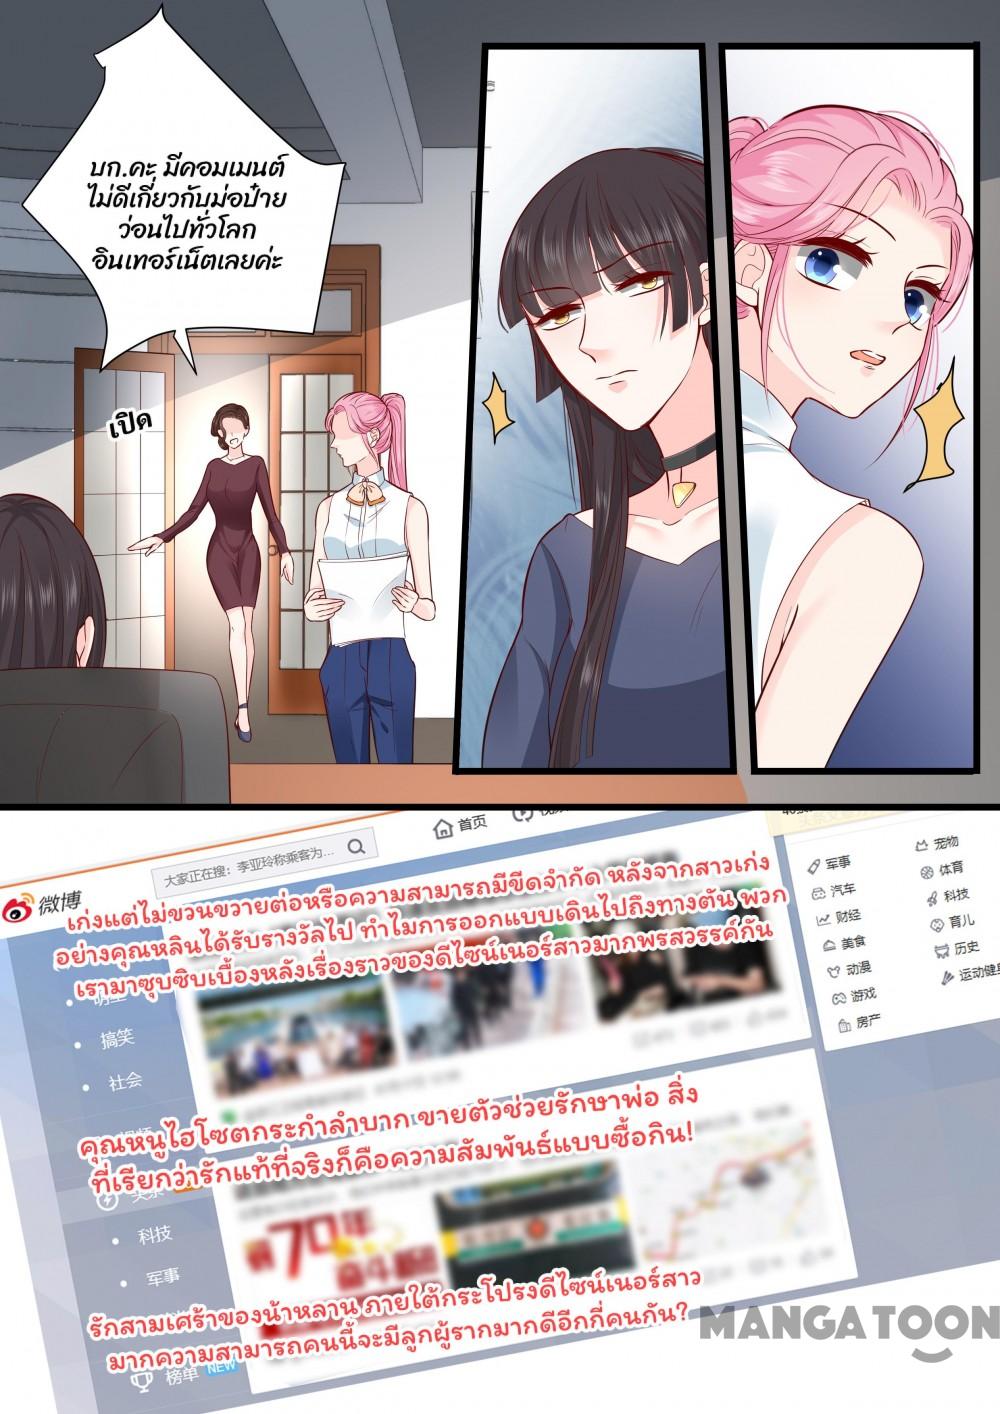 บก.คะ มีคอมเมนต์
ไม่ดีเกี่ยวกับม่อป๋าย
ว่อนไปทั่วโลก
อินเทอร์เน็ตเลยค่ะ
เปิด
首页
微博
大家正在搜：李亚玲称乘客为...
军事
宠物
汽车
体育
财经
科技
美食
育儿
动漫
历史
游戏
运动健身
房产
เก่งแต่ไม่ขวนขวายต่อหรือความสามารถมีขีดจำกัด หลังจากสาวเก่ง
อย่างคุณหลินได้รับรางวัลไป ทำไมการออกแบบเดินไปถึงทางตัน พวก
เรามาซุบซิบเบื้องหลังเรื่องราวของดีไซน์เนอร์สาวมากพรสวรรค์กัน
搞笑
社会
คุณหนูไฮโซตกระกำลำบาก ขายตัวช่วยรักษาพ่อ สิ่ง
ที่เรียกว่ารักแท้ที่จริงก็คือความสัมพันธ์แบบซื้อกิน!
头条
科技
军事
70年
รักสามเศร้าของน้าหลาน ภายใต้กระโปรงดีไซน์เนอร์สาว
มากความสามารถคนนี้จะมีลูกผู้รากมากดีอีกกี่คนกัน?
榜单 NEW
MANGATOON